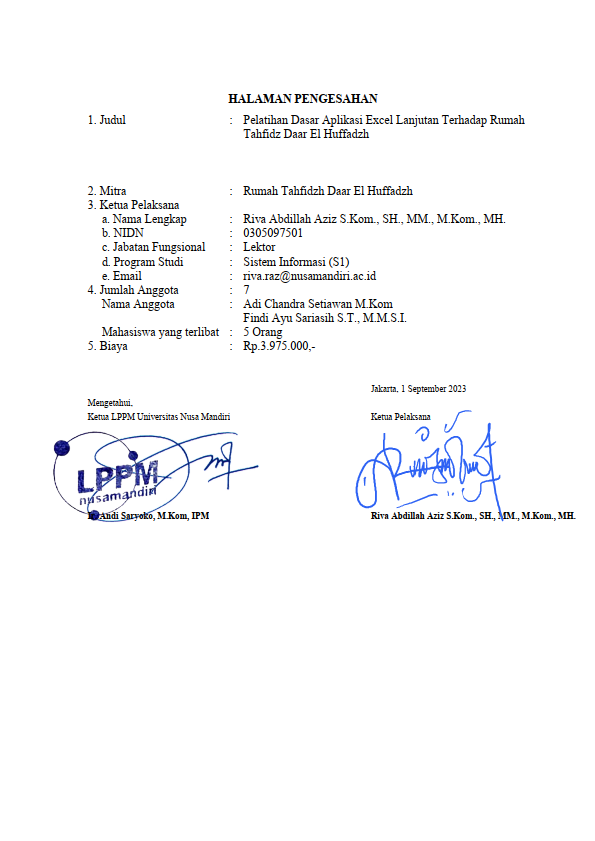 HALAMAN PENGESAHAN
1. Judul : Pelatihan Dasar Aplikasi Excel Lanjutan Terhadap Rumah
Tahfidz Daar El Huffadzh
2. Mitra : Rumah Tahfidzh Daar El Huffadzh
3. Ketua Pelaksana
a. Nama Lengkap : Riva Abdillah Aziz S.Kom., SH., MM., M.Kom., MH.
b. NIDN : 0305097501
c. Jabatan Fungsional : Lektor
d. Program Studi : Sistem Informasi (S1)
e. Email : riva.raz@nusamandiri.ac.id
4. Jumlah Anggota : 7
Nama Anggota : Adi Chandra Setiawan M.Kom
Findi Ayu Sariasih S.T., M.M.S.I.
Mahasiswa yang terlibat : 5 Orang
5. Biaya : Rp.3.975.000,-
Jakarta, 1 September 2023
Mengetahui,
Ketua LPPM Universitas Nusa Mandiri Ketua Pelaksana
LPPM
nusamandiri
Andi Saryoko, M.Kom, IPM Riva Abdillah Aziz S.Kom., SH., MM., M.Kom., MH.